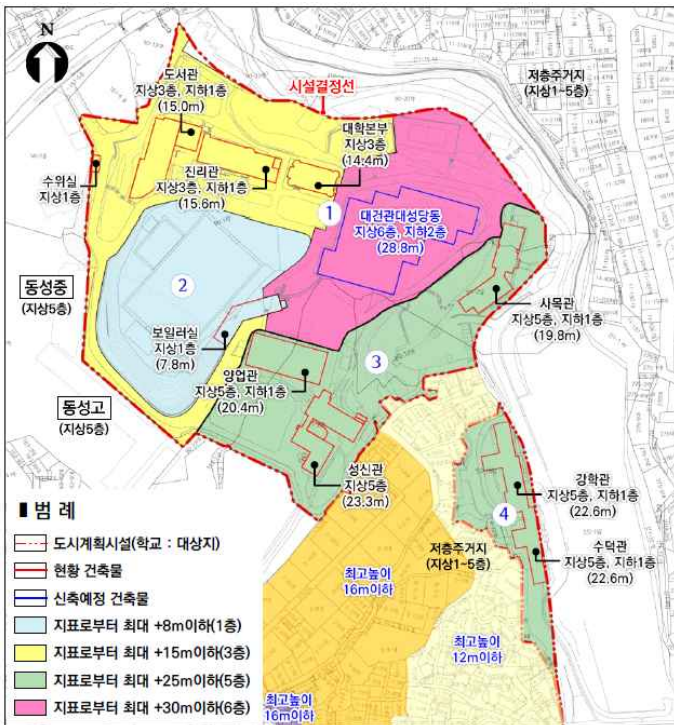 N
도서관
지상3층, 지하1층
(15.0m)
시설결정선
저층주거지
(지상1~5층)
대학본부
지상3층
(14.4m)
수위실
지상1층
진리관
지상3층, 지하1층
(15.6m)
1
대건관대성당동
지상6층, 지하2층
(28.8m)
2
동성중
(지상5층)
사목관
지상5층, 지하1층
(19.8m)
보일러실
지상1층
(7.8m)
3
양업관
지상5층, 지하1층
(20.4m)
동성고
(지상5층)
성신관
지상5층
(23.3m)
강학관
지상5층, 지하1층
(22.6m)
4
수덕관
지상5층, 지하1층
(22.6m)
저층주거지
(지상1~5층)
최고높이
16m이하
최고높이
12m이하
최고높이
16m이하
범 례
도시계획시설(학교 : 대상지)
현황 건축물
신축예정 건축물
지표로부터 최대 +8m이하(1층)
지표로부터 최대 +15m이하(3층)
지표로부터 최대 +25m이하(5층)
지표로부터 최대 +30m이하(6층)